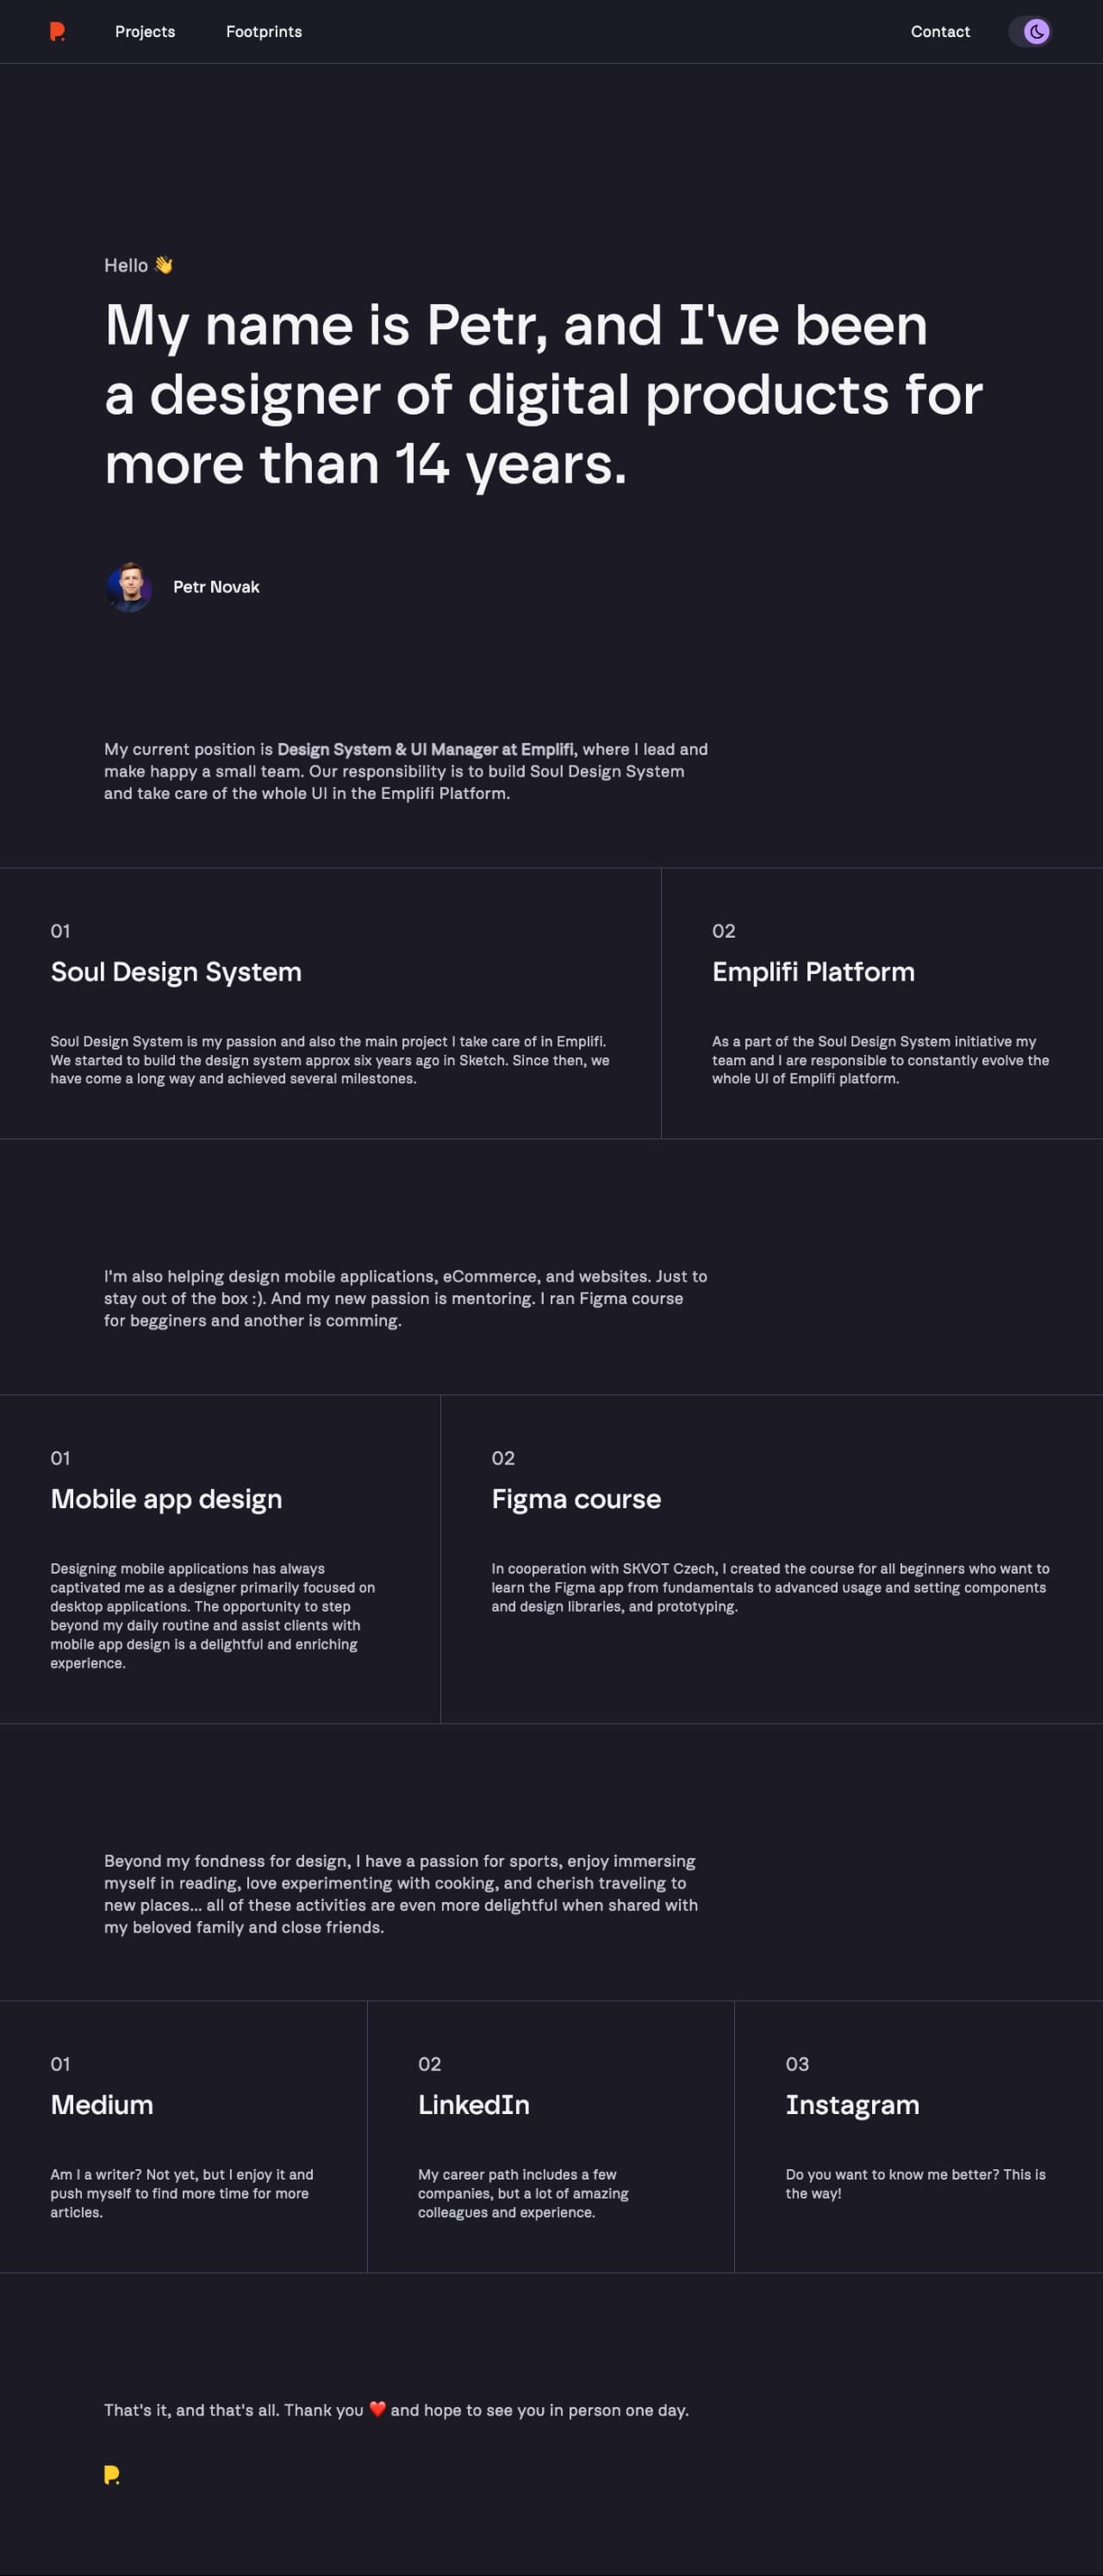 Projects
Footprints
Contact
Hello 👋
My name is Petr, and I've been
a designer of digital products for
more than 14 years.
Petr Novak
My current position is Design System & UI Manager at Emplifi, where I lead and
make happy a small team. Our responsibility is to build Soul Design System
and take care of the whole UI in the Emplifi Platform.
01
Soul Design System
Soul Design System is my passion and also the main project I take care of in Emplifi.
We started to build the design system approx six years ago in Sketch. Since then, we
have come a long way and achieved several milestones.
02
Emplifi Platform
As a part of the Soul Design System initiative my
team and I are responsible to constantly evolve the
whole UI of Emplifi platform.
I'm also helping design mobile applications, eCommerce, and websites. Just to
stay out of the box :). And my new passion is mentoring. I ran Figma course
for begginers and another is comming.
01
Mobile app design
Designing mobile applications has always
captivated me as a designer primarily focused on
desktop applications. The opportunity to step
beyond my daily routine and assist clients with
mobile app design is a delightful and enriching
experience.
02
Figma course
In cooperation with SKVOT Czech, I created the course for all beginners who want to
learn the Figma app from fundamentals to advanced usage and setting components
and design libraries, and prototyping.
Beyond my fondness for design, I have a passion for sports, enjoy immersing
myself in reading, love experimenting with cooking, and cherish traveling to
new places... all of these activities are even more delightful when shared with
my beloved family and close friends.
01
Medium
Am I a writer? Not yet, but I enjoy it and
push myself to find more time for more
articles.
02
LinkedIn
My career path includes a few
companies, but a lot of amazing
colleagues and experience.
03
Instagram
Do you want to know me better? This is
the way!
That's it, and that's all. Thank you ❤️ and hope to see you in person one day.